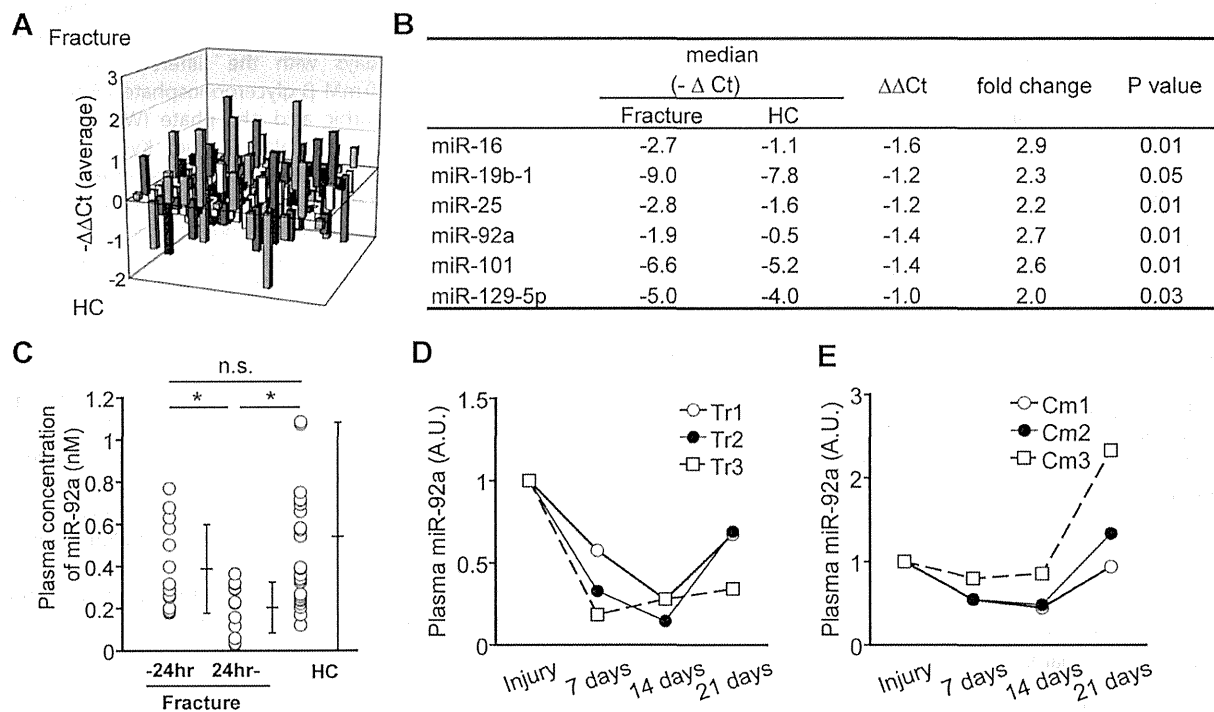 A
Fracture
3
2
1
0
-1
-2
-ΔΔCt (average)
HC
B
median
(- Δ Ct) ΔΔCt fold change P value
Fracture HC
miR-16 -2.7 -1.1 -1.6 2.9 0.01
miR-19b-1 -9.0 -7.8 -1.2 2.3 0.05
miR-25 -2.8 -1.6 -1.2 2.2 0.01
miR-92a -1.9 -0.5 -1.4 2.7 0.01
miR-101 -6.6 -5.2 -1.4 2.6 0.01
miR-129-5p -5.0 -4.0 -1.0 2.0 0.03
C
n.s.
* *
1.2
1
0.8
0.6
0.4
0.2
0
Plasma concentration
of miR-92a (nM)
-24hr 24hr- HC
Fracture
D
1.5
1
0.5
0
Plasma miR-92a (A.U.)
Tr1
Tr2
Tr3
Injury 7 days 14 days 21 days
E
3
2
1
0
Plasma miR-92a (A.U.)
Cm1
Cm2
Cm3
Injury 7 days 14 days 21 days